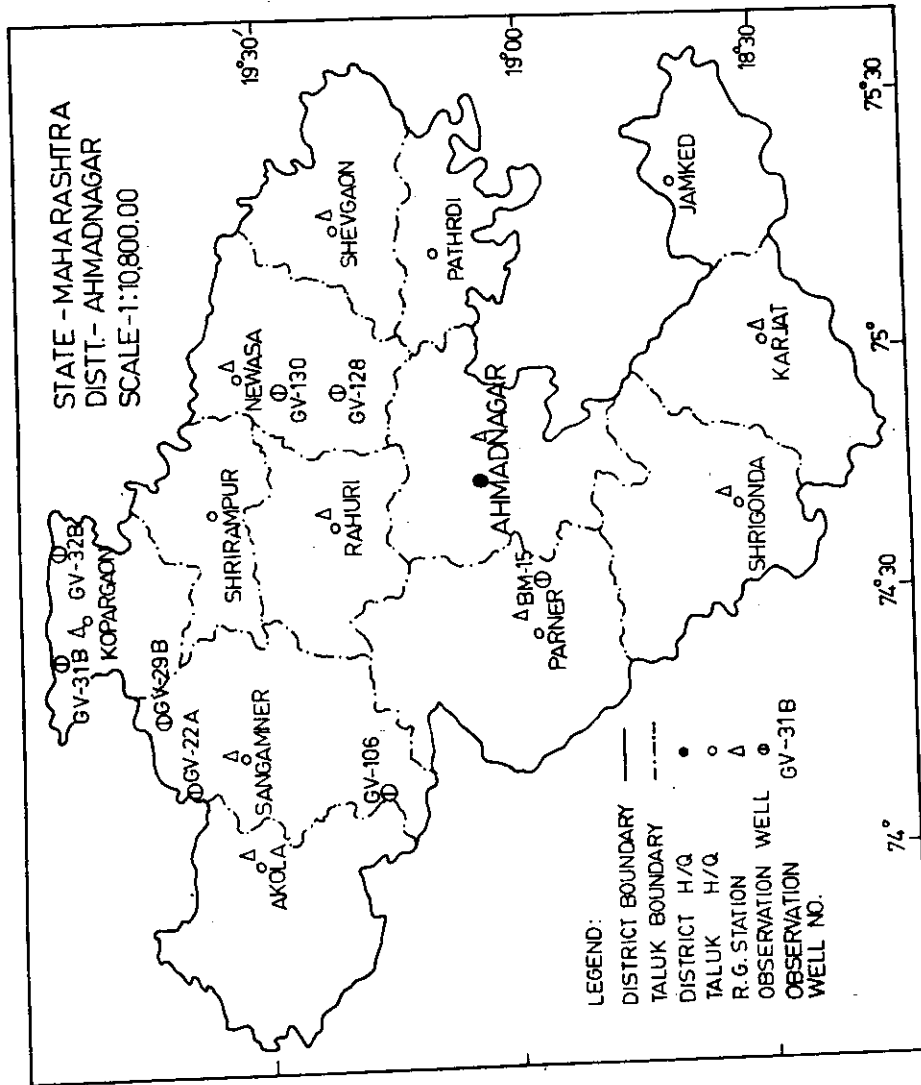 STATE - MAHARASHTRA
DISTT.- AHMADNAGAR
SCALE-1:10,800,00
19°30'
19°00
18°30
GV-31B
GV-32B
KOPARGAON
GV-29B
GV-22A
SANGAMNER
AKOLA
GV-106
SHRIRAMPUR
RAHURI
NEWASA
GV-130
GV-128
SHEVGAON
PATHRDI
AHMADNAGAR
BM-15
PARNER
SHRIGONDA
KARJAT
JAMKED
LEGEND:
DISTRICT BOUNDARY
TALUK BOUNDARY
DISTRICT H/Q
TALUK H/Q
R.G. STATION
OBSERVATION WELL
OBSERVATION GV-31B
WELL NO.
74°
74°30
75°
75°30